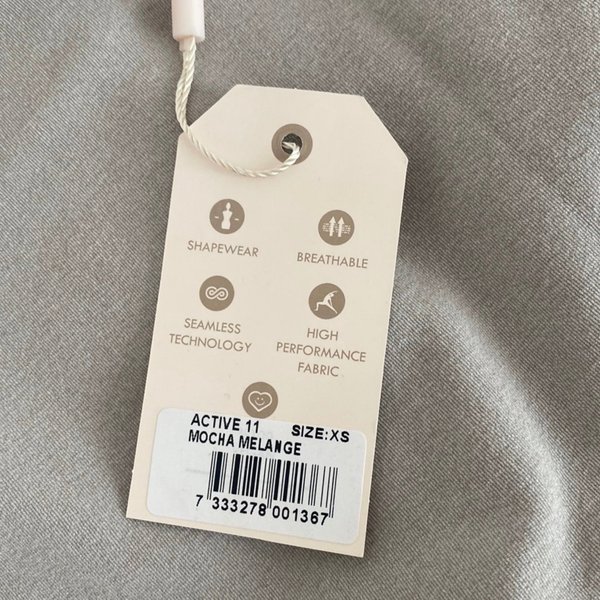 SHAPEWEAR
BREATHABLE
SEAMLESS
TECHNOLOGY
HIGH
PERFORMANCE
FABRIC
ACTIVE 11 SIZE:XS
MOCHA MELANGE
7 333278 001367